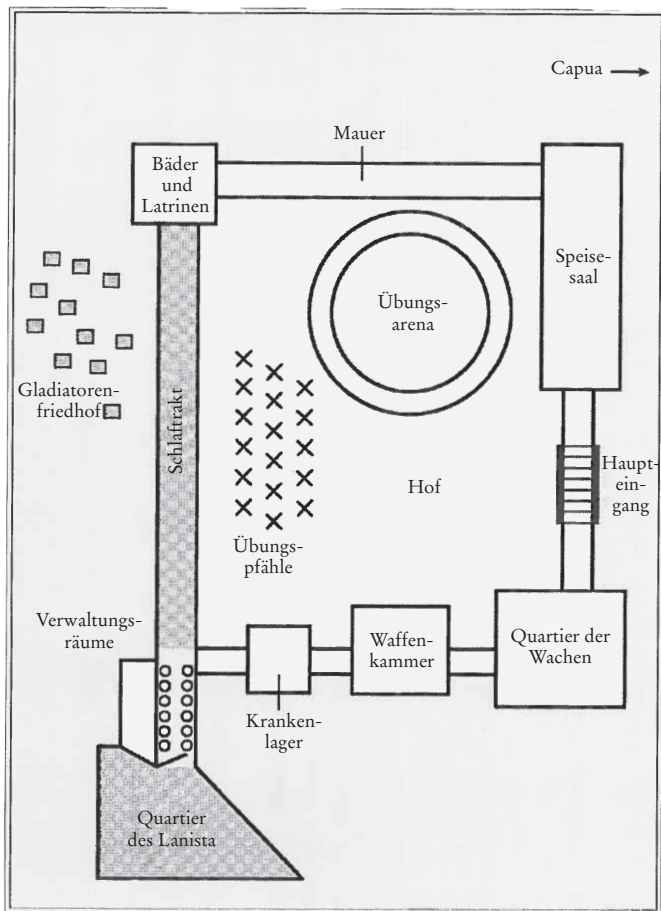 Capua
Mauer
Bäder
und
Latrinen
Speise-
saal
Übungs-
arena
Gladiatoren-
friedhof
Schlaftrakt
Haupt-
ein-
gang
Hof
Übungs-
pfähle
Verwaltungs-
räume
Waffen-
kammer
Quartier der
Wachen
Kranken-
lager
Quartier
des Lanista